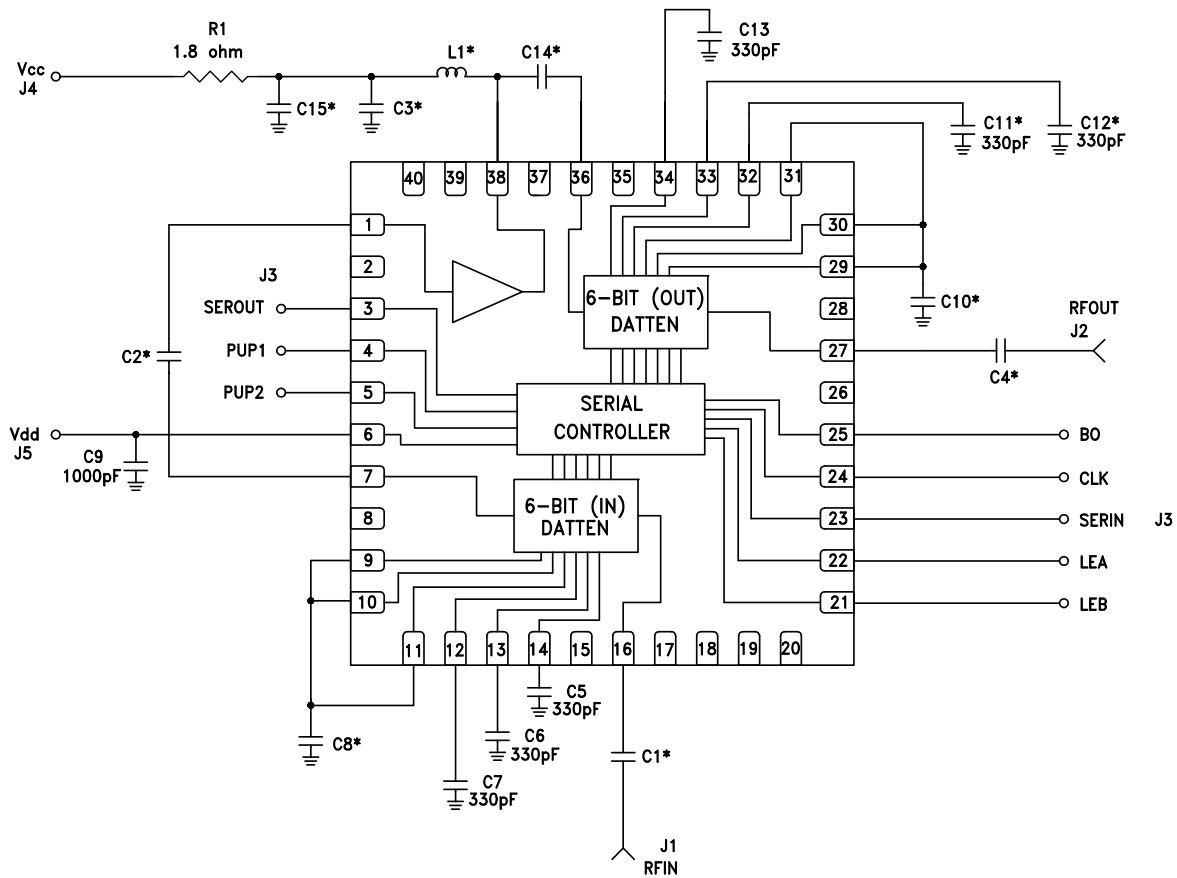 R1
1.8 ohm
L1*
C14*
C13
330pF
Vcc
J4
C15*
C3*
C11*
330pF
C12*
330pF
40
39
38
37
36
35
34
33
32
31
1
2
3
4
5
6
7
8
9
10
30
29
28
27
26
25
24
23
22
21
J3
SEROUT
PUP1
PUP2
C2*
Vdd
J5
C9
1000pF
6-BIT (OUT)
DATTEN
SERIAL
CONTROLLER
6-BIT (IN)
DATTEN
C10*
RFOUT
J2
C4*
BO
CLK
SERIN
J3
LEA
LEB
11
12
13
14
15
16
17
18
19
20
C8*
C5
330pF
C6
330pF
C7
330pF
C1*
J1
RFIN